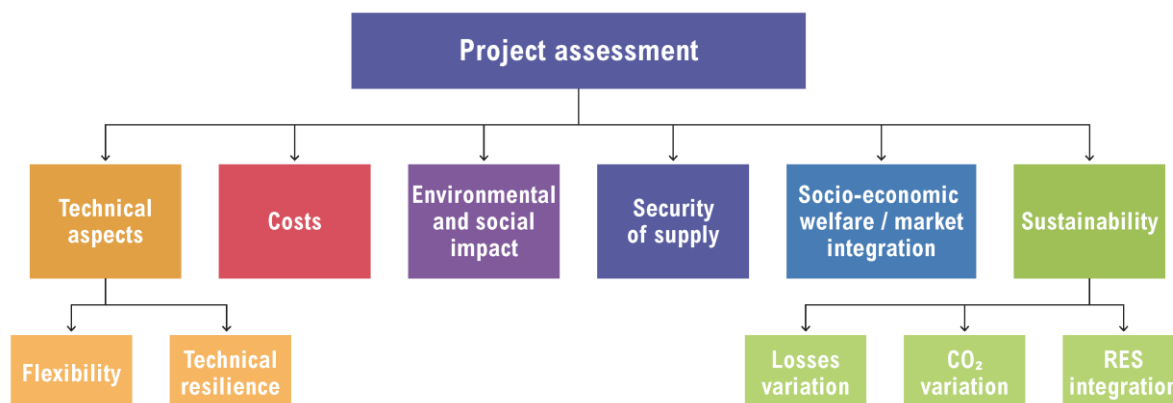 Project assessment
Technical
aspects
Costs
Environmental
and social
impact
Security
of supply
Socio-economic
welfare / market
integration
Sustainability
Flexibility
Technical
resilience
Losses
variation
CO₂
variation
RES
integration